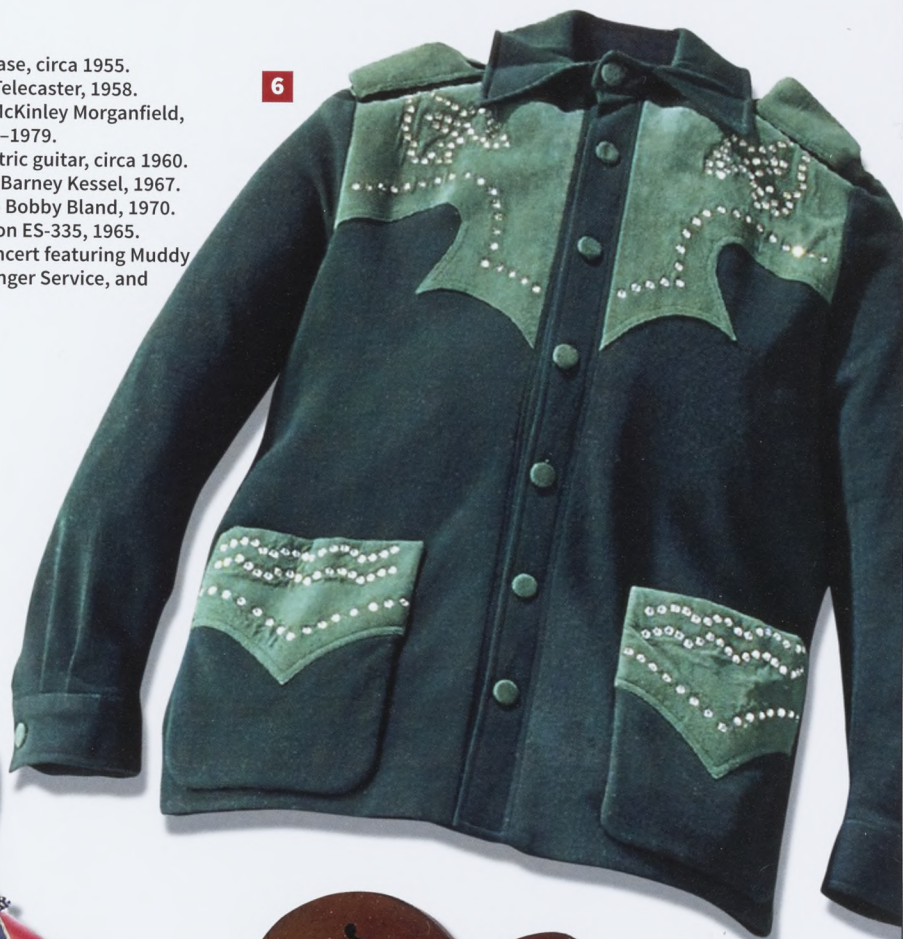 ase, circa 1955.
Telecaster, 1958.
McKinley Morganfield,
–1979.
tric guitar, circa 1960.
Barney Kessel, 1967.
Bobby Bland, 1970.
on ES-335, 1965.
ncert featuring Muddy
nger Service, and
6